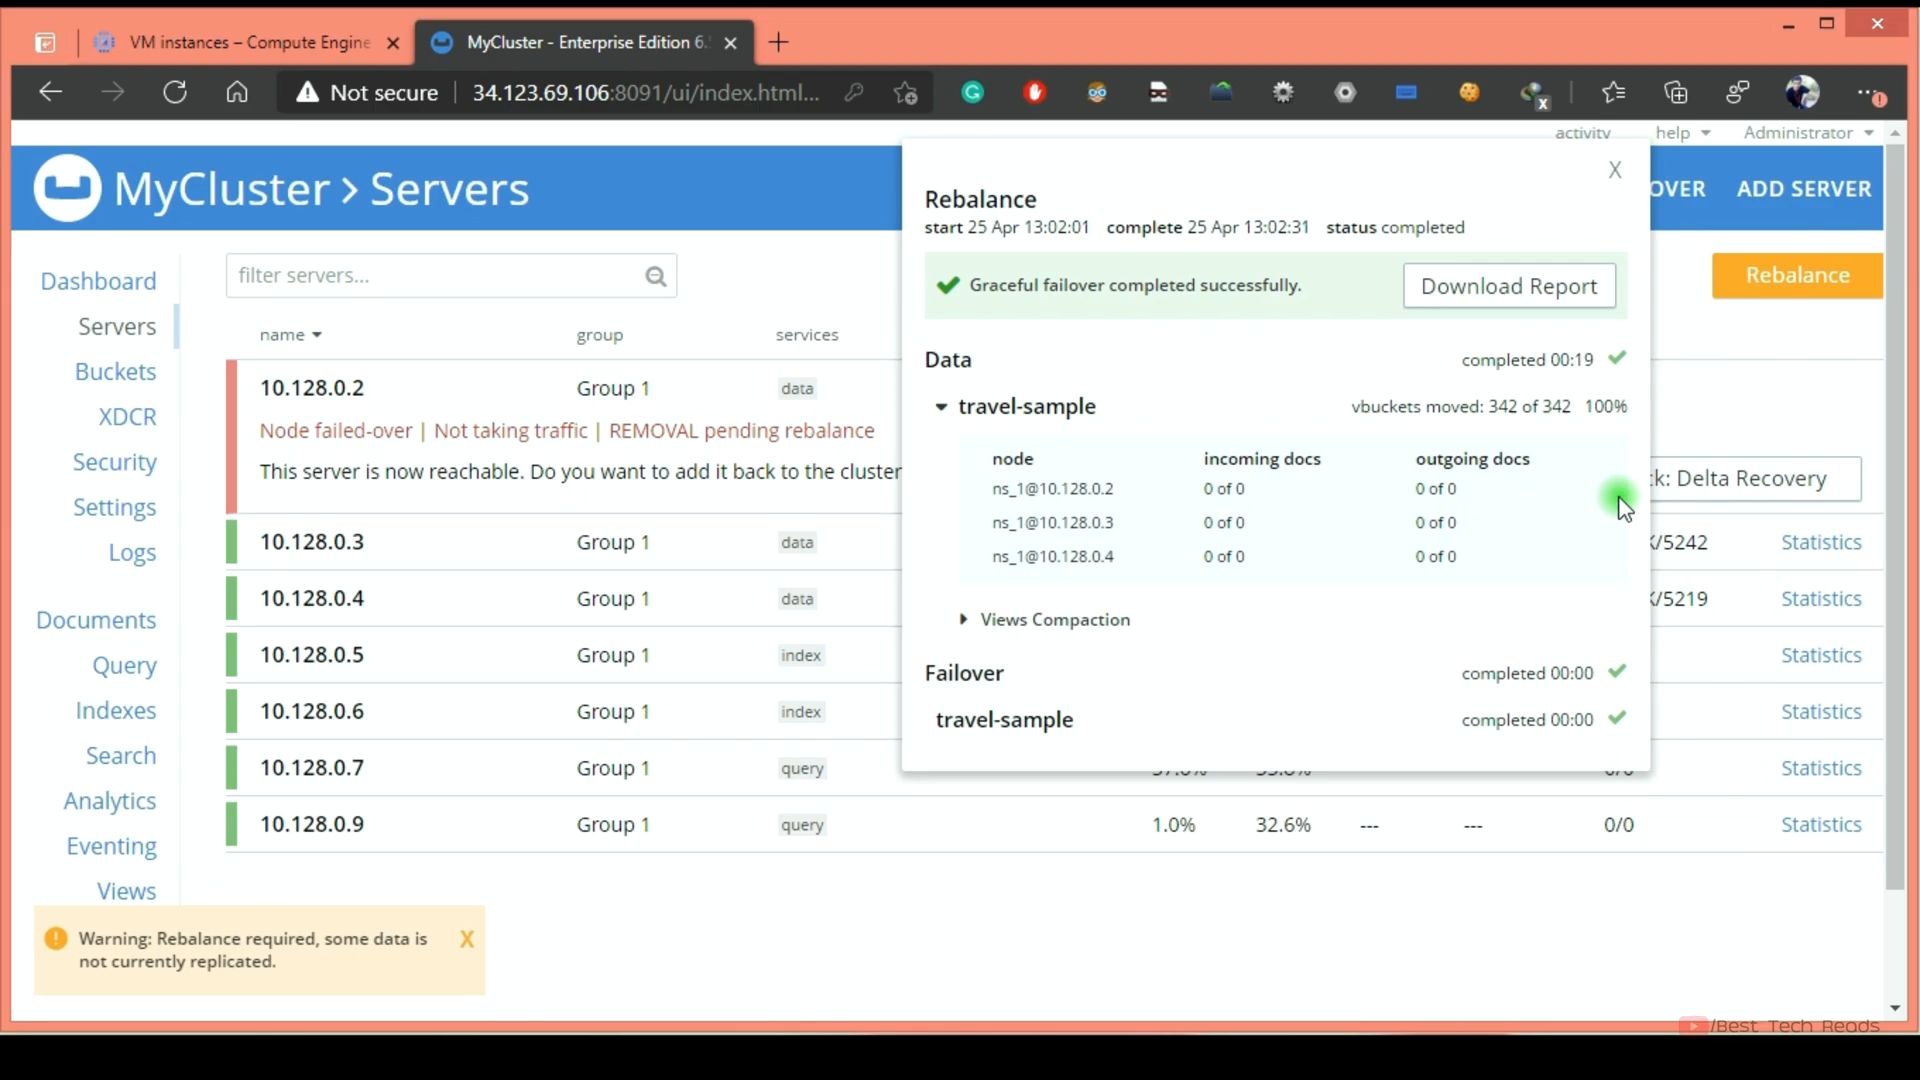 VM instances – Compute Engine
MyCluster - Enterprise Edition 6.
Not secure
34.123.69.106:8091/ui/index.html...
activity
help
Administrator
MyCluster > Servers
OVER
ADD SERVER
X
Rebalance
start 25 Apr 13:02:01 complete 25 Apr 13:02:31 status completed
Graceful failover completed successfully.
Download Report
Rebalance
Dashboard
Servers
Buckets
XDCR
Security
Settings
Logs
Documents
Query
Indexes
Search
Analytics
Eventing
Views
filter servers...
name
group
services
10.128.0.2
Group 1
data
Node failed-over | Not taking traffic | REMOVAL pending rebalance
This server is now reachable. Do you want to add it back to the cluster
k: Delta Recovery
10.128.0.3
Group 1
data
/5242
Statistics
10.128.0.4
Group 1
data
/5219
Statistics
10.128.0.5
Group 1
index
Statistics
10.128.0.6
Group 1
index
Statistics
10.128.0.7
Group 1
query
Statistics
10.128.0.9
Group 1
query
1.0%
32.6%
---
---
0/0
Statistics
Data
completed 00:19
travel-sample
vbuckets moved: 342 of 342 100%
node incoming docs outgoing docs
ns_1@10.128.0.2 0 of 0 0 of 0
ns_1@10.128.0.3 0 of 0 0 of 0
ns_1@10.128.0.4 0 of 0 0 of 0
Views Compaction
Failover
completed 00:00
travel-sample
completed 00:00
Warning: Rebalance required, some data is
not currently replicated.
X
/Best Tech Reads